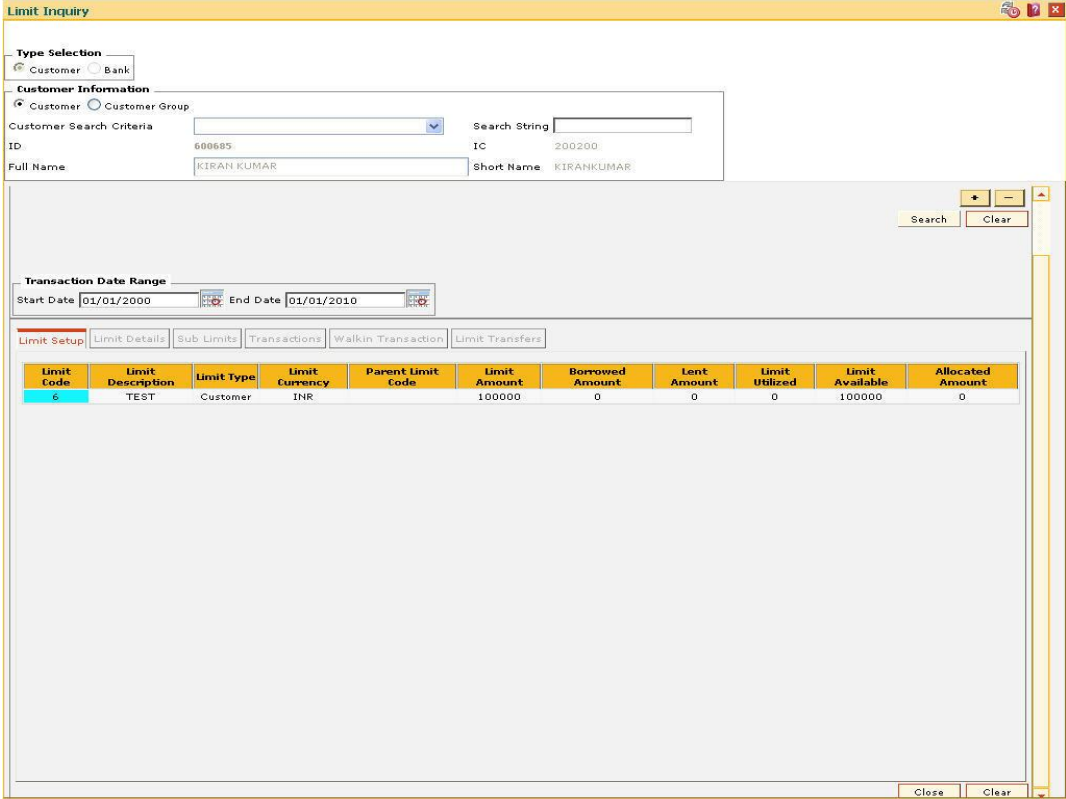 Limit Inquiry
Type Selection
Customer Bank
Customer Information
Customer Customer Group
Customer Search Criteria Search String
ID 600685 IC 200200
Full Name KIRAN KUMAR Short Name KIRANKUMAR
+ −
Search Clear
Transaction Date Range
Start Date 01/01/2000 End Date 01/01/2010
Limit Setup Limit Details Sub Limits Transactions Walkin Transaction Limit Transfers
Limit Code Limit Description Limit Type Limit Currency Parent Limit Code Limit Amount Borrowed Amount Lent Amount Limit Utilized Limit Available Allocated Amount
6 TEST Customer INR 100000 0 0 0 100000 0
Close Clear